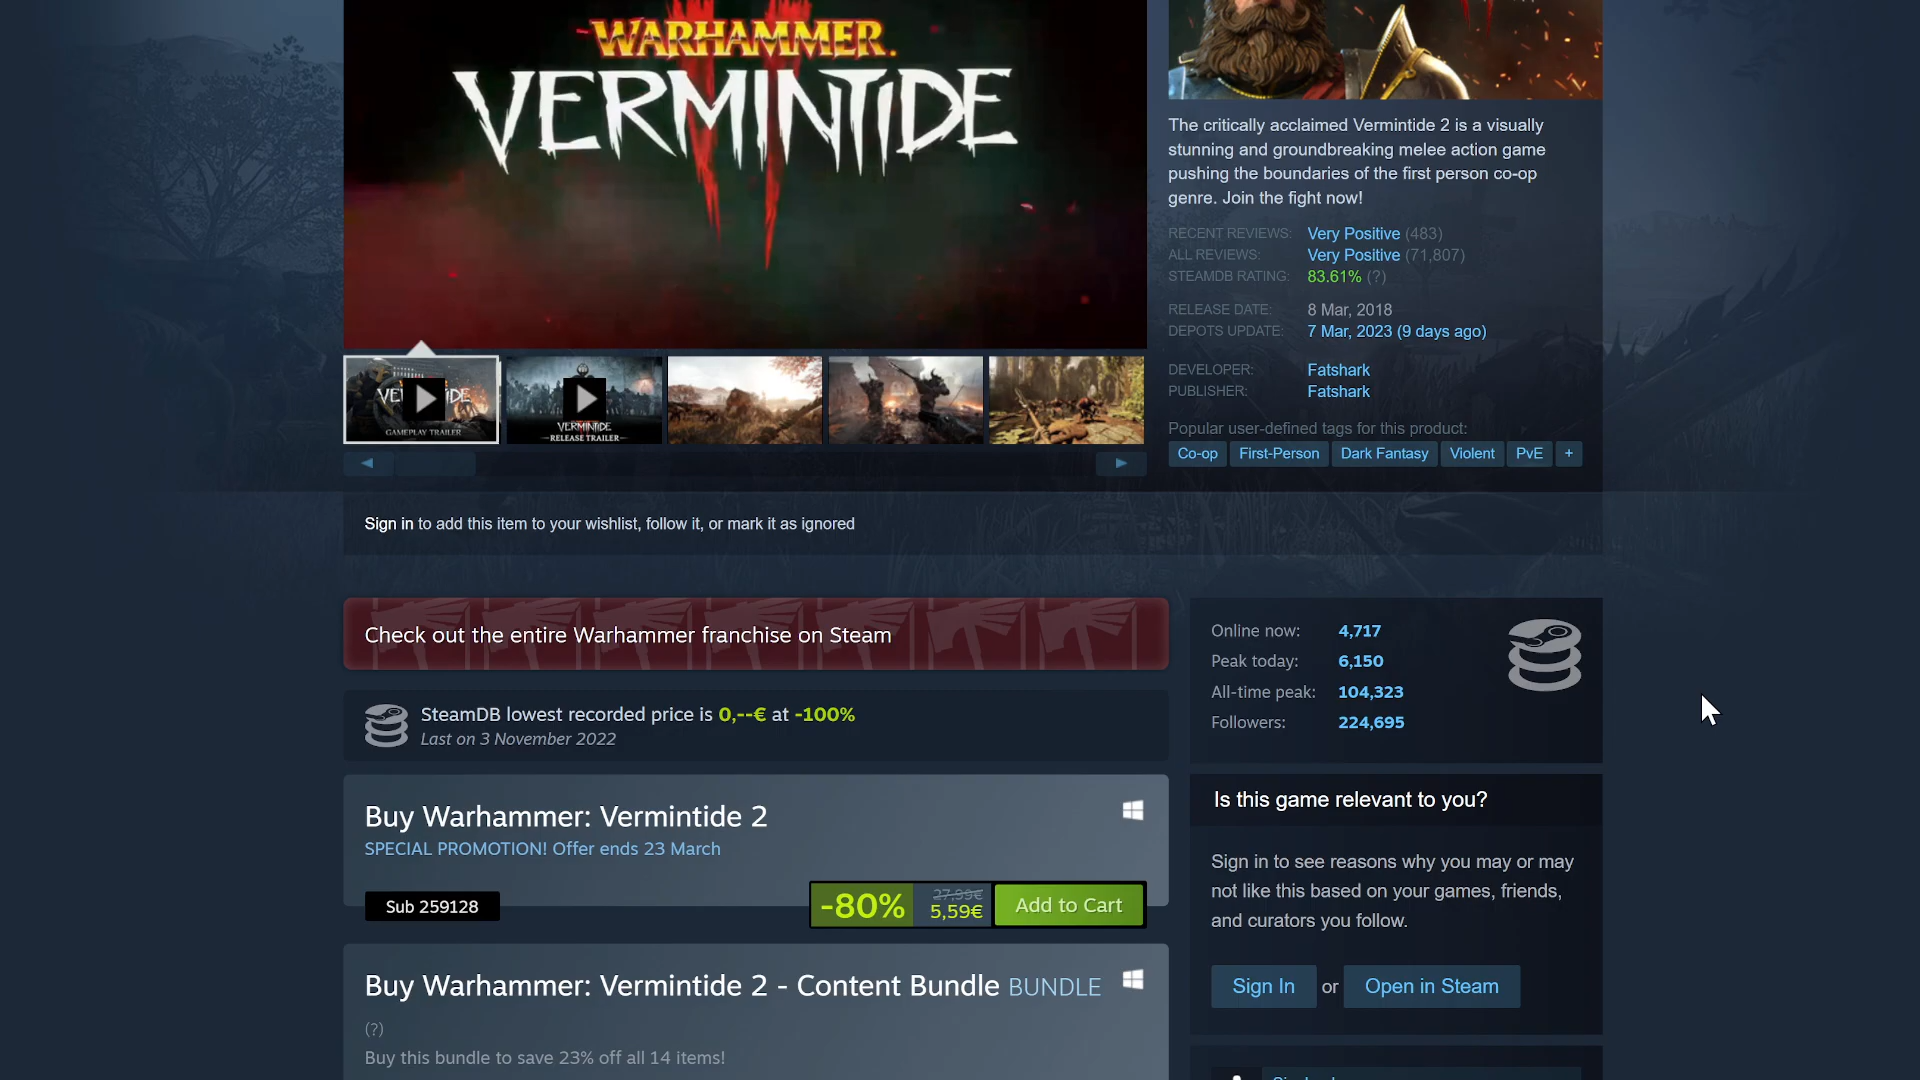 WARHAMMER
VERMINTIDE
The critically acclaimed Vermintide 2 is a visually
stunning and groundbreaking melee action game
pushing the boundaries of the first person co-op
genre. Join the fight now!
RECENT REVIEWS: Very Positive (483)
ALL REVIEWS: Very Positive (71,807)
STEAMDB RATING: 83.61% (?)
RELEASE DATE: 8 Mar, 2018
DEPOTS UPDATE: 7 Mar, 2023 (9 days ago)
DEVELOPER: Fatshark
PUBLISHER: Fatshark
GAMEPLAY TRAILER
VERMINTIDE
RELEASE TRAILER
Popular user-defined tags for this product:
Co-op First-Person Dark Fantasy Violent PvE +
Sign in to add this item to your wishlist, follow it, or mark it as ignored
Check out the entire Warhammer franchise on Steam
Online now: 4,717
Peak today: 6,150
All-time peak: 104,323
Followers: 224,695
SteamDB lowest recorded price is 0,--€ at -100%
Last on 3 November 2022
Buy Warhammer: Vermintide 2
SPECIAL PROMOTION! Offer ends 23 March
Sub 259128
-80% 27,99€ 5,59€ Add to Cart
Is this game relevant to you?
Sign in to see reasons why you may or may
not like this based on your games, friends,
and curators you follow.
Sign In or Open in Steam
Buy Warhammer: Vermintide 2 - Content Bundle BUNDLE
(?)
Buy this bundle to save 23% off all 14 items!